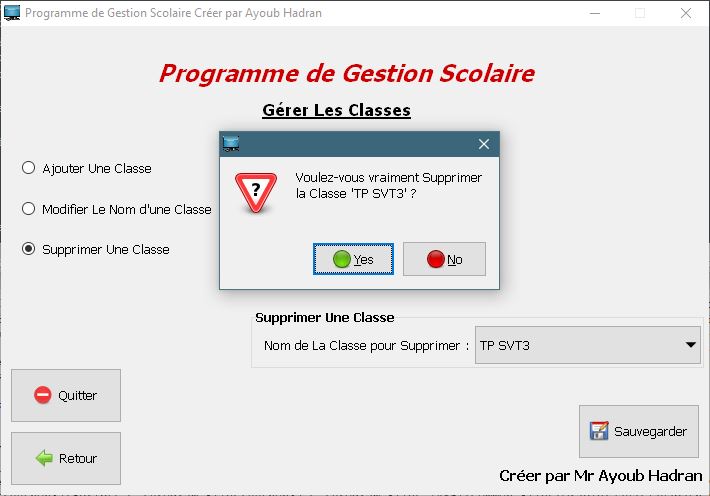 Programme de Gestion Scolaire Créer par Ayoub Hadran
Programme de Gestion Scolaire
Gérer Les Classes
Ajouter Une Classe
Modifier Le Nom d'une Classe
Supprimer Une Classe
?
Voulez-vous vraiment Supprimer
la Classe 'TP SVT3' ?
Yes
No
Supprimer Une Classe
Nom de La Classe pour Supprimer :
TP SVT3
Quitter
Retour
Sauvegarder
Créer par Mr Ayoub Hadran